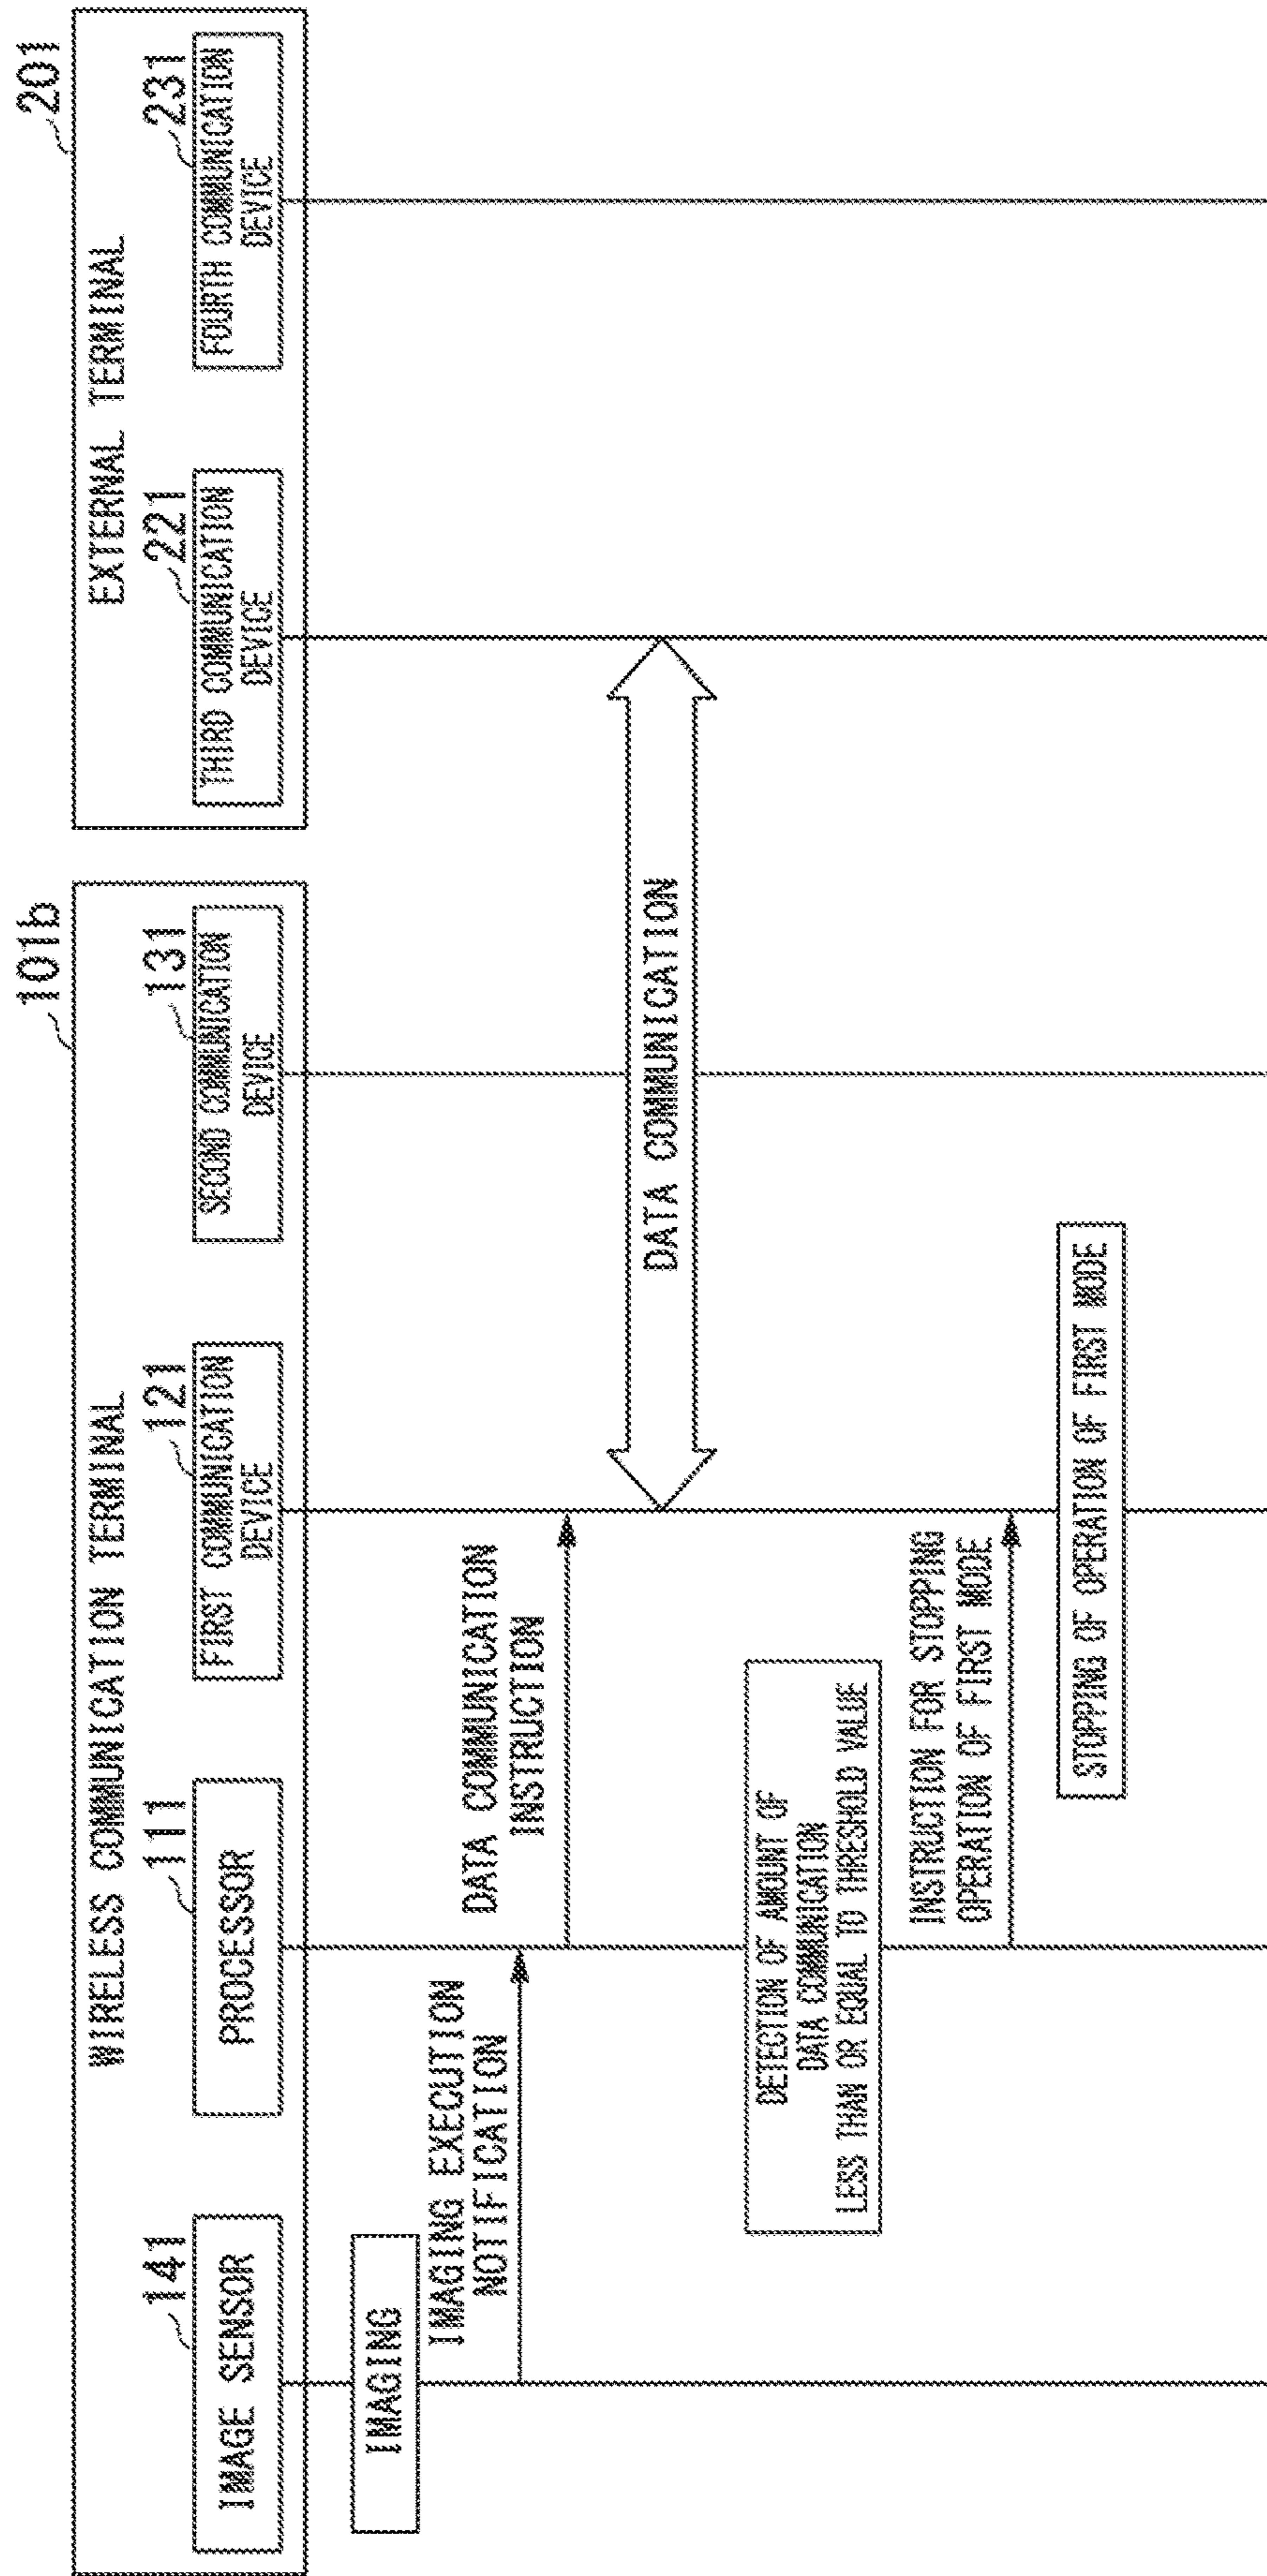 WIRELESS COMMUNICATION TERMINAL
101b
EXTERNAL TERMINAL
201
141
IMAGE SENSOR
111
PROCESSOR
121
FIRST COMMUNICATION
DEVICE
131
SECOND COMMUNICATION
DEVICE
221
THIRD COMMUNICATION
DEVICE
231
FOURTH COMMUNICATION
DEVICE
IMAGING
IMAGING EXECUTION
NOTIFICATION
DATA COMMUNICATION
INSTRUCTION
DATA COMMUNICATION
DETECTION OF AMOUNT OF
DATA COMMUNICATION
LESS THAN OR EQUAL TO THRESHOLD VALUE
INSTRUCTION FOR STOPPING
OPERATION OF FIRST MODE
STOPPING OF OPERATION OF FIRST MODE